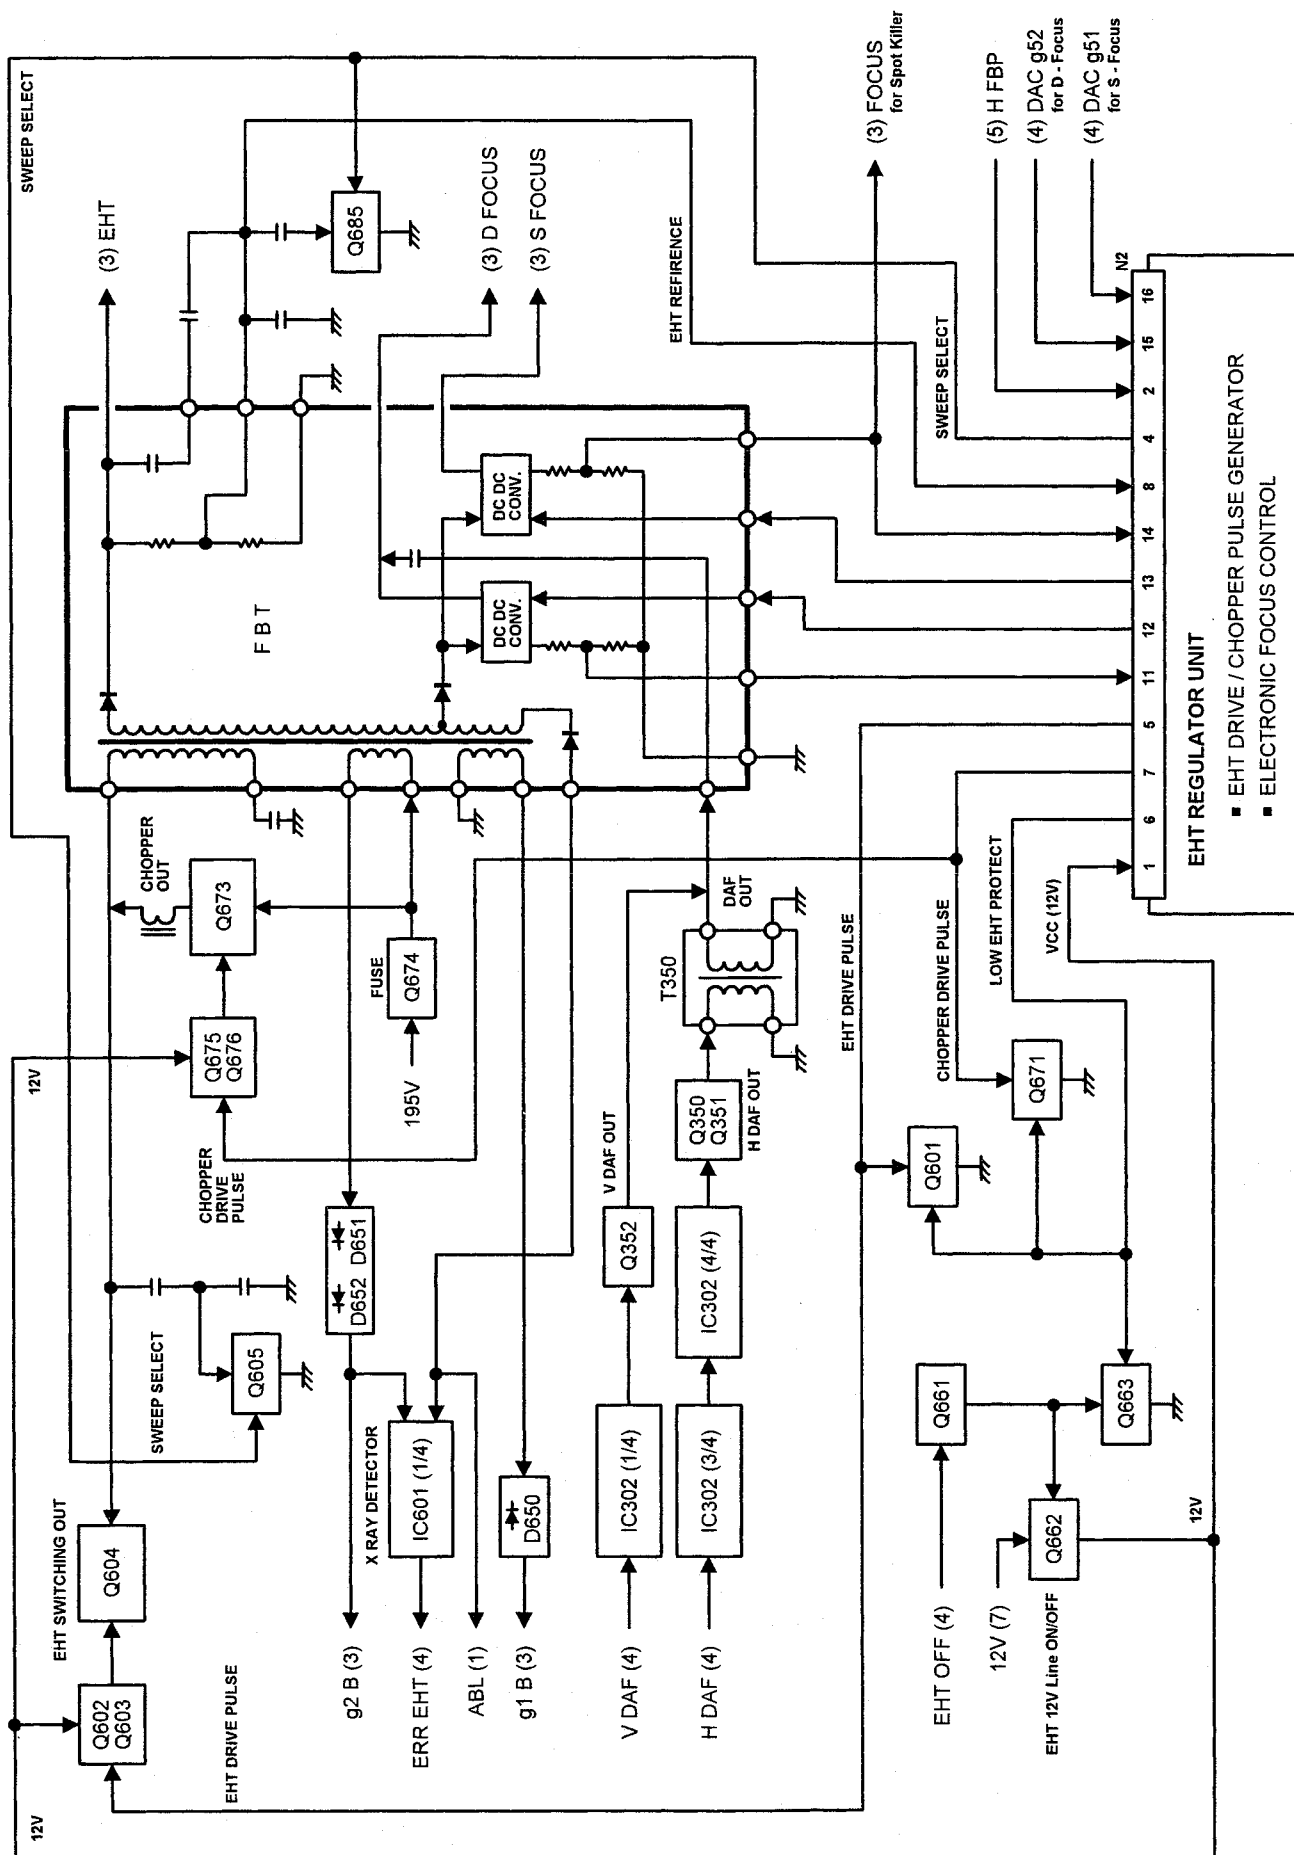 12V
EHT DRIVE PULSE
Q602
Q603
EHT SWITCHING OUT
Q604
SWEEP SELECT
Q605
CHOPPER
DRIVE
PULSE
12V
Q675
Q676
CHOPPER
OUT
Q673
FUSE
Q674
195V
SWEEP SELECT
(3) EHT
Q685
(3) D FOCUS
(3) S FOCUS
FBT
DC DC
CONV.
DC DC
CONV.
EHT REFIRENCE
SWEEP SELECT
g2 B (3)
D652
D651
X RAY DETECTOR
IC601 (1/4)
ERR EHT (4)
ABL (1)
g1 B (3)
D650
V DAF (4)
IC302 (1/4)
Q352
V DAF OUT
H DAF (4)
IC302 (3/4)
IC302 (4/4)
Q350
Q351
H DAF OUT
T350
DAF
OUT
EHT DRIVE PULSE
CHOPPER DRIVE PULSE
LOW EHT PROTECT
VCC (12V)
Q601
Q671
EHT OFF (4)
Q661
12V (7)
Q662
EHT 12V Line ON/OFF
Q663
12V
(3) FOCUS
for Spot Killer
(5) H FBP
(4) DAC g52
for D - Focus
(4) DAC g51
for S - Focus
N2
1
6
7
5
11
12
13
14
8
4
2
15
16
EHT REGULATOR UNIT
■ EHT DRIVE / CHOPPER PULSE GENERATOR
■ ELECTRONIC FOCUS CONTROL